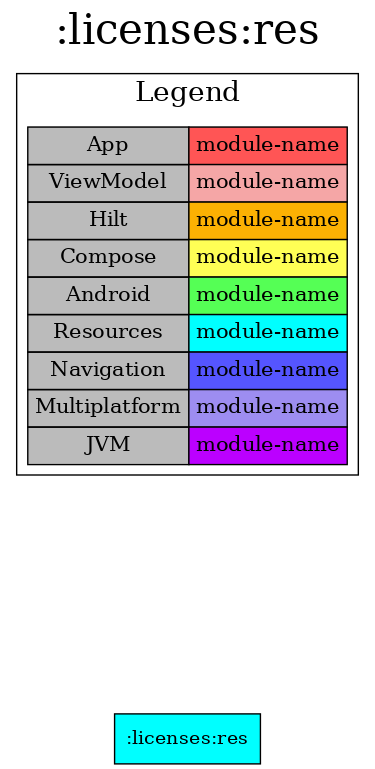 :licenses:res
Legend
App module-name
ViewModel module-name
Hilt module-name
Compose module-name
Android module-name
Resources module-name
Navigation module-name
Multiplatform module-name
JVM module-name
:licenses:res